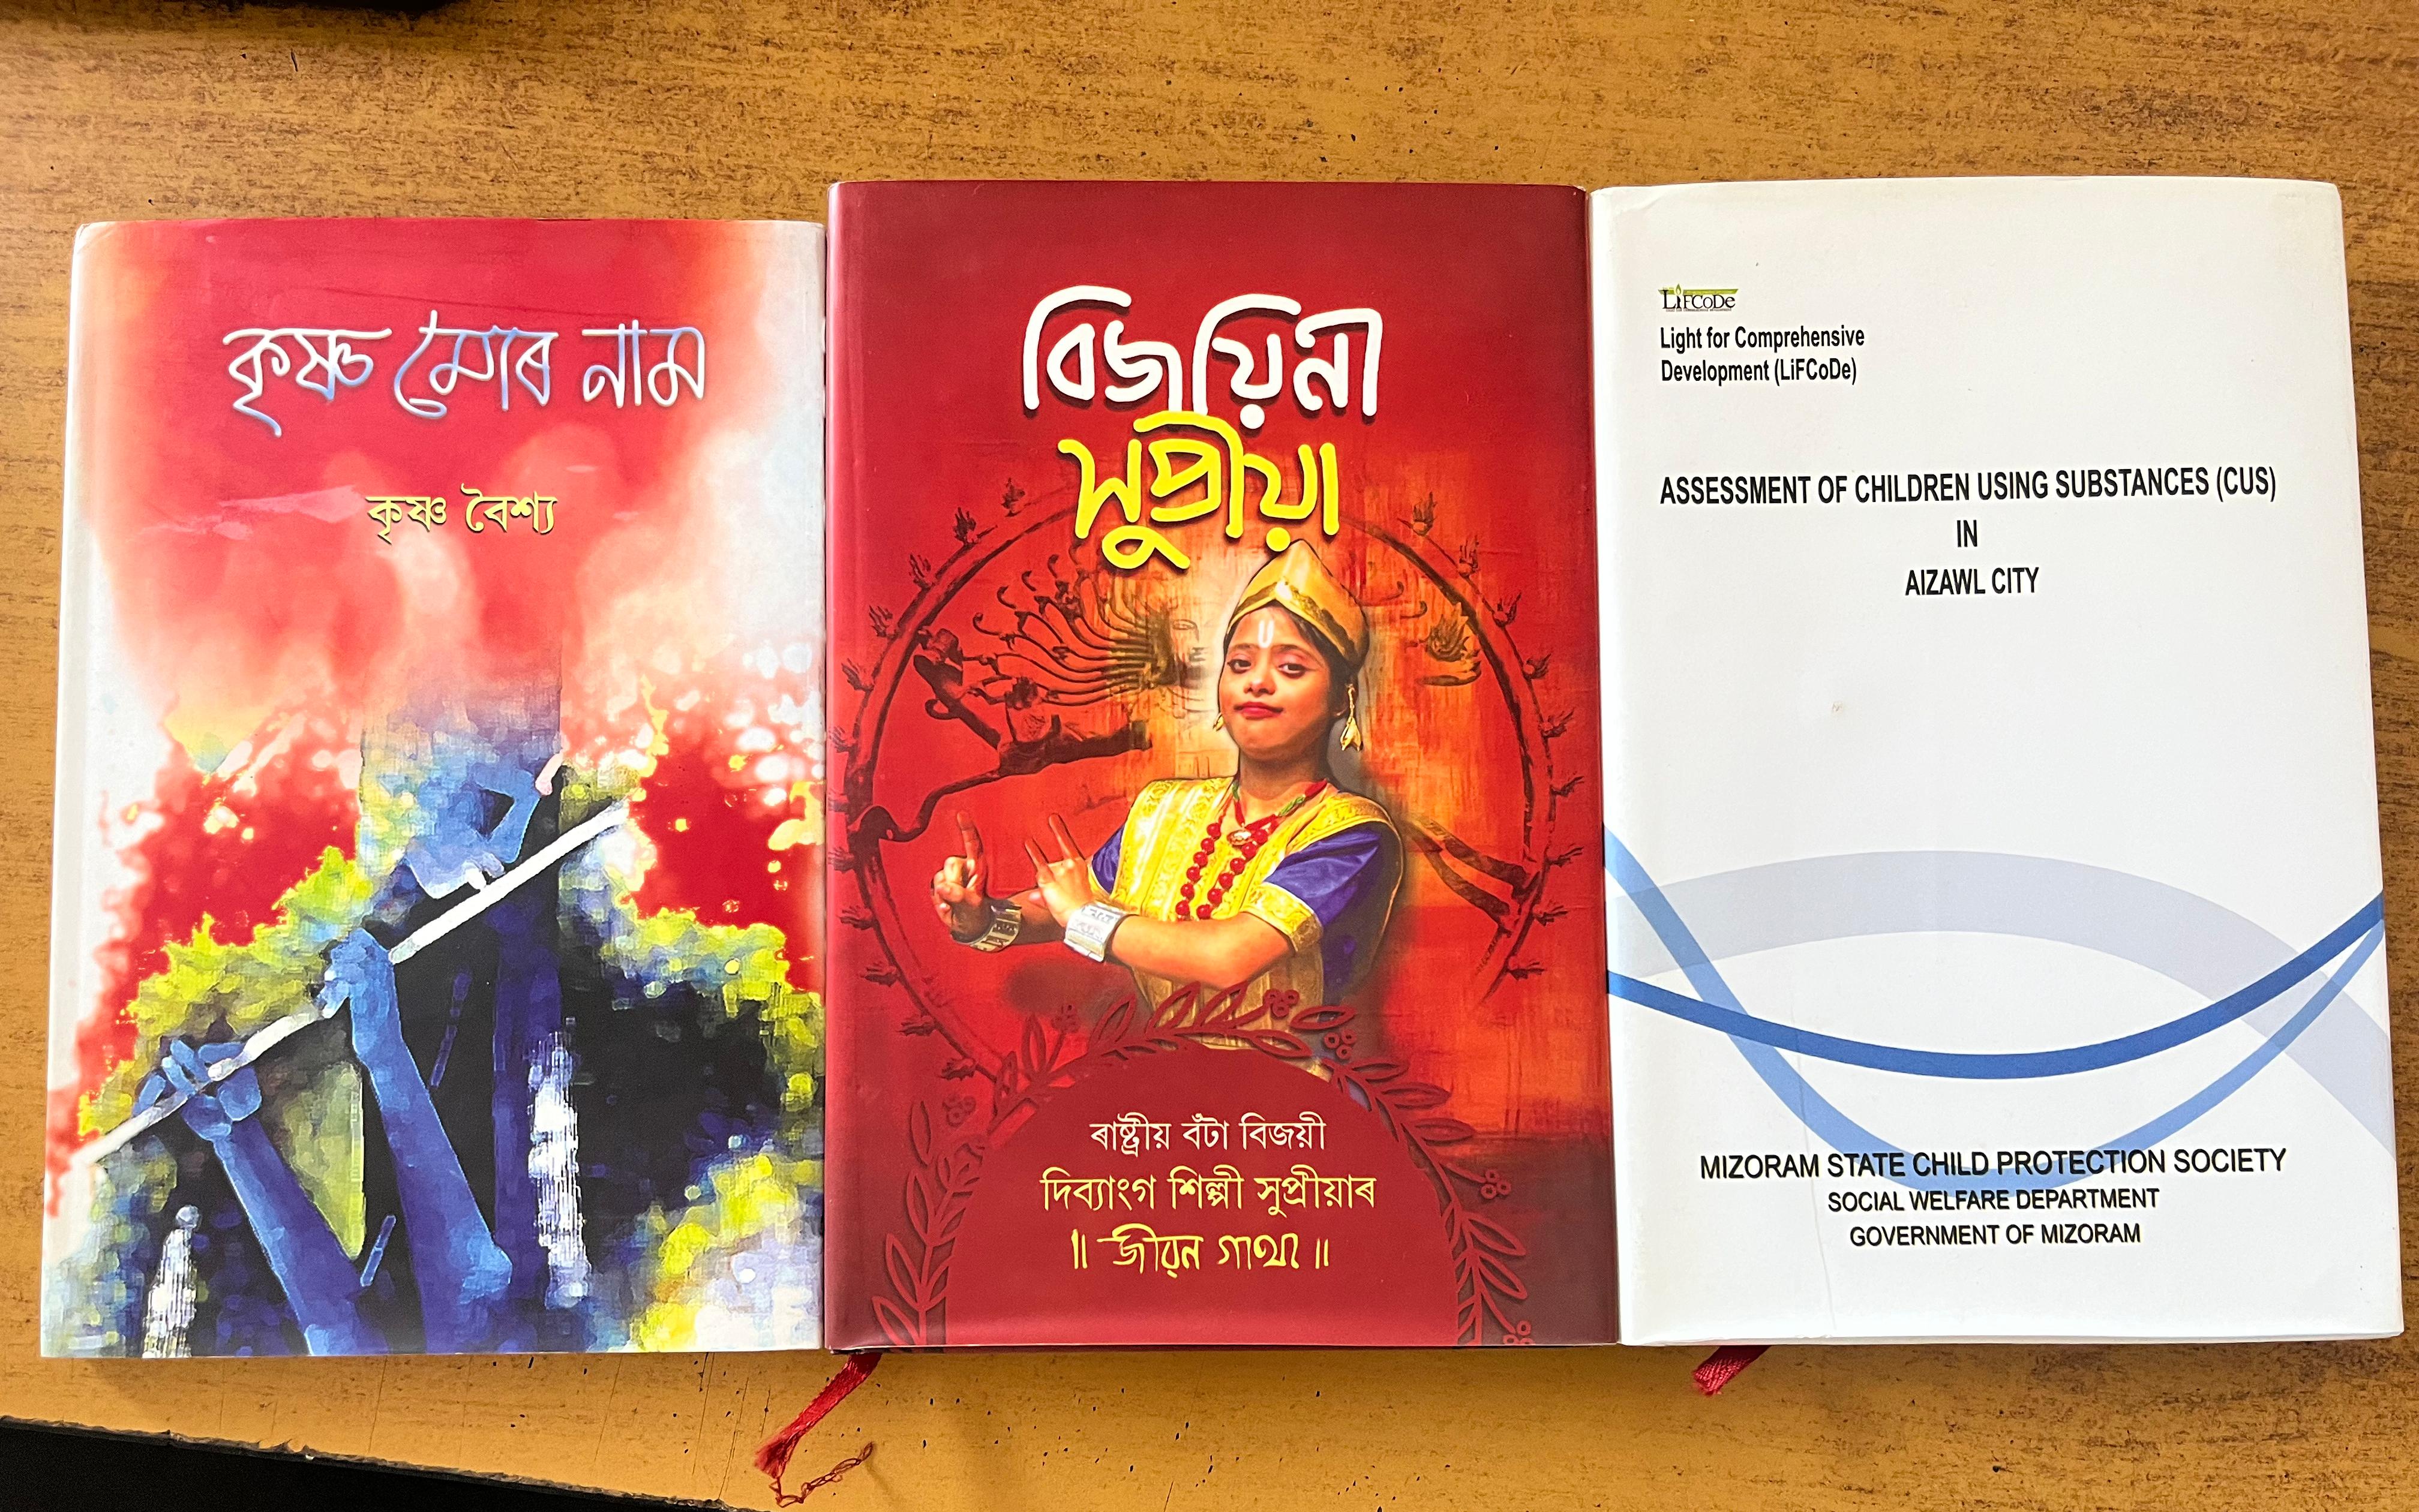 কৃষ্ণ মোৰ নাম
কৃষ্ণ বৈশ্য
বিজয়িনী
সুপ্ৰীয়া
ৰাষ্ট্ৰীয় বঁটা বিজয়ী
দিব্যাংগ শিল্পী সুপ্ৰীয়াৰ
॥ জীৱন গাথা ॥
LiFCoDe
Light for Comprehensive
Development (LiFCoDe)
ASSESSMENT OF CHILDREN USING SUBSTANCES (CUS)
IN
AIZAWL CITY
MIZORAM STATE CHILD PROTECTION SOCIETY
SOCIAL WELFARE DEPARTMENT
GOVERNMENT OF MIZORAM